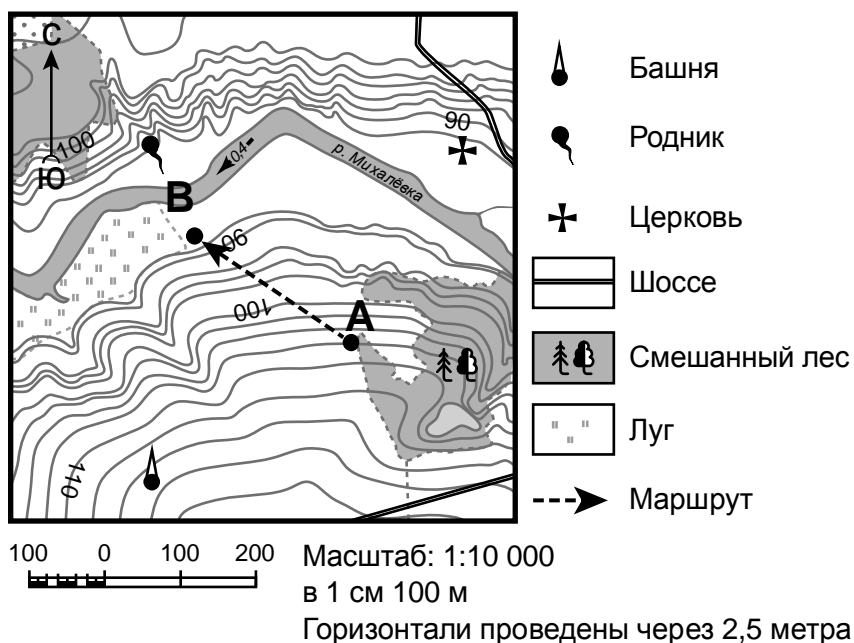 С
100
Ю
В
0,4
р. Михалёвка
90
90
100
А
110
Башня
Родник
Церковь
Шоссе
Смешанный лес
Луг
Маршрут
100 0 100 200
Масштаб: 1:10 000
в 1 см 100 м
Горизонтали проведены через 2,5 метра